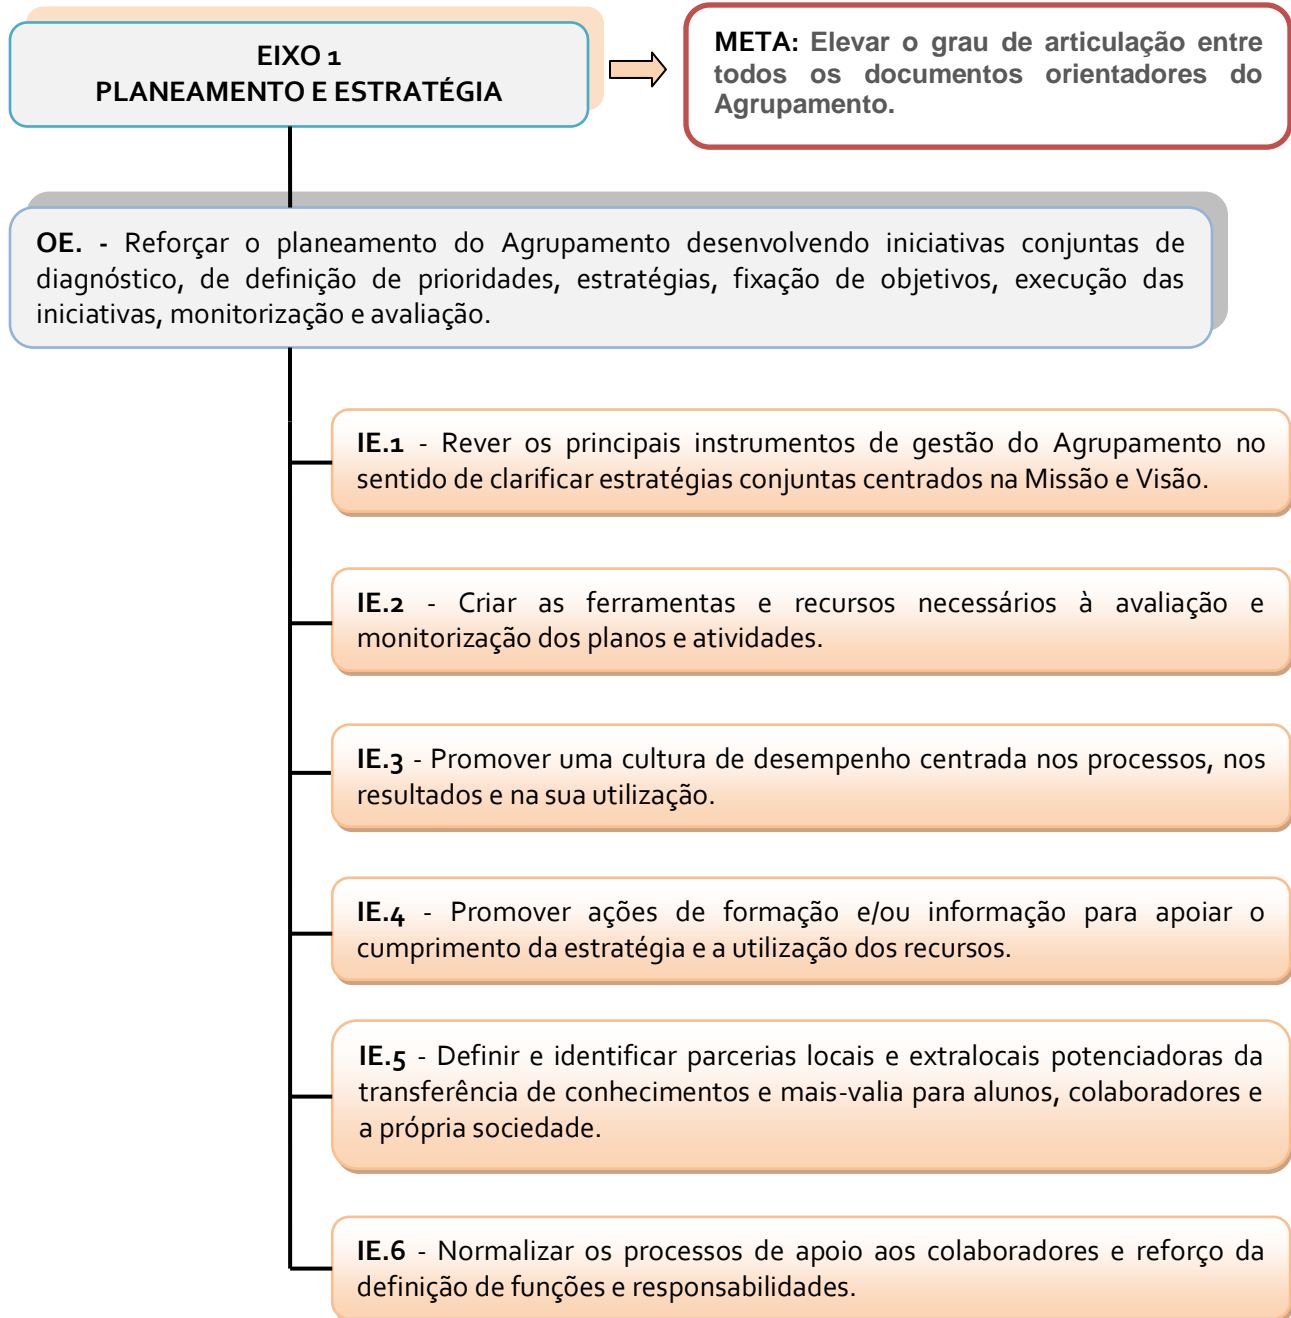 EIXO 1
PLANEAMENTO E ESTRATÉGIA
META: Elevar o grau de articulação entre
todos os documentos orientadores do
Agrupamento.
OE. - Reforçar o planeamento do Agrupamento desenvolvendo iniciativas conjuntas de
diagnóstico, de definição de prioridades, estratégias, fixação de objetivos, execução das
iniciativas, monitorização e avaliação.
IE.1 - Rever os principais instrumentos de gestão do Agrupamento no
sentido de clarificar estratégias conjuntas centrados na Missão e Visão.
IE.2 - Criar as ferramentas e recursos necessários à avaliação e
monitorização dos planos e atividades.
IE.3 - Promover uma cultura de desempenho centrada nos processos, nos
resultados e na sua utilização.
IE.4 - Promover ações de formação e/ou informação para apoiar o
cumprimento da estratégia e a utilização dos recursos.
IE.5 - Definir e identificar parcerias locais e extralocais potenciadoras da
transferência de conhecimentos e mais-valia para alunos, colaboradores e
a própria sociedade.
IE.6 - Normalizar os processos de apoio aos colaboradores e reforço da
definição de funções e responsabilidades.